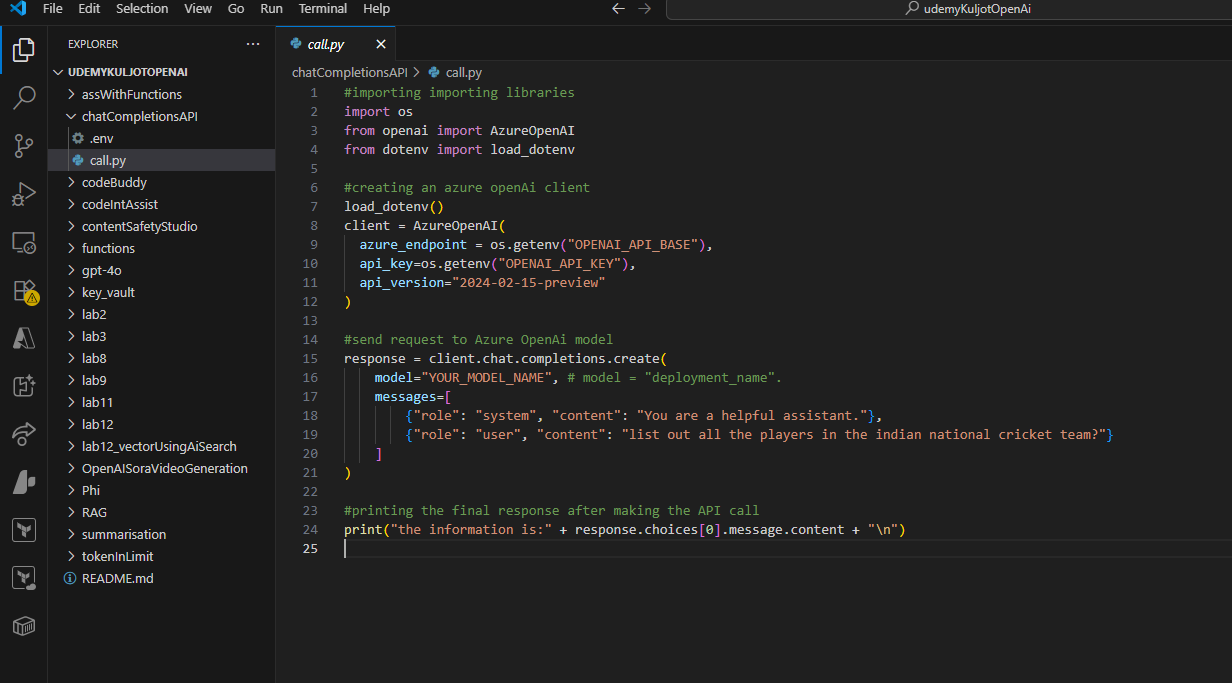 File Edit Selection View Go Run Terminal Help
udemyKuljotOpenAi
EXPLORER
UDEMYKULJOTOPENAI
assWithFunctions
chatCompletionsAPI
.env
call.py
codeBuddy
codeIntAssist
contentSafetyStudio
functions
gpt-4o
key_vault
lab2
lab3
lab8
lab9
lab11
lab12
lab12_vectorUsingAiSearch
OpenAISoraVideoGeneration
Phi
RAG
summarisation
tokenInLimit
README.md
call.py
chatCompletionsAPI > call.py
1 #importing importing libraries
2 import os
3 from openai import AzureOpenAI
4 from dotenv import load_dotenv
5
6 #creating an azure openAi client
7 load_dotenv()
8 client = AzureOpenAI(
9 azure_endpoint = os.getenv("OPENAI_API_BASE"),
10 api_key=os.getenv("OPENAI_API_KEY"),
11 api_version="2024-02-15-preview"
12 )
13
14 #send request to Azure OpenAi model
15 response = client.chat.completions.create(
16 model="YOUR_MODEL_NAME", # model = "deployment_name".
17 messages=[
18 {"role": "system", "content": "You are a helpful assistant."},
19 {"role": "user", "content": "list out all the players in the indian national cricket team?"}
20 ]
21 )
22
23 #printing the final response after making the API call
24 print("the information is:" + response.choices[0].message.content + "\n")
25